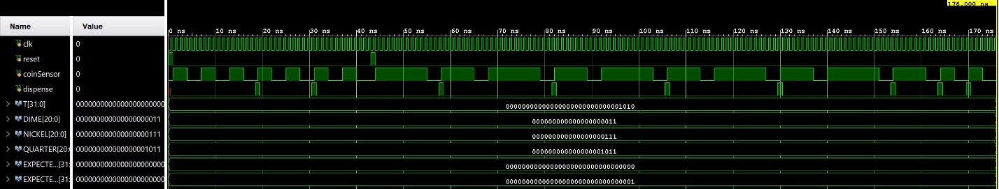 176.000 ns
Name Value
0 ns 10 ns 20 ns 30 ns 40 ns 50 ns 60 ns 70 ns 80 ns 90 ns 100 ns 110 ns 120 ns 130 ns 140 ns 150 ns 160 ns 170 ns
clk 0
reset 0
coinSensor 0
dispense 0
T[31:0] 0000000000000000000000 00000000000000000000000000001010
DIME[20:0] 000000000000000000011 000000000000000000011
NICKEL[20:0] 000000000000000000111 000000000000000000111
QUARTER[20:0 000000000000000001011 000000000000000001011
EXPECTE...[31: 0000000000000000000000 00000000000000000000000000000000
EXPECTE...[31: 0000000000000000000000 00000000000000000000000000000001